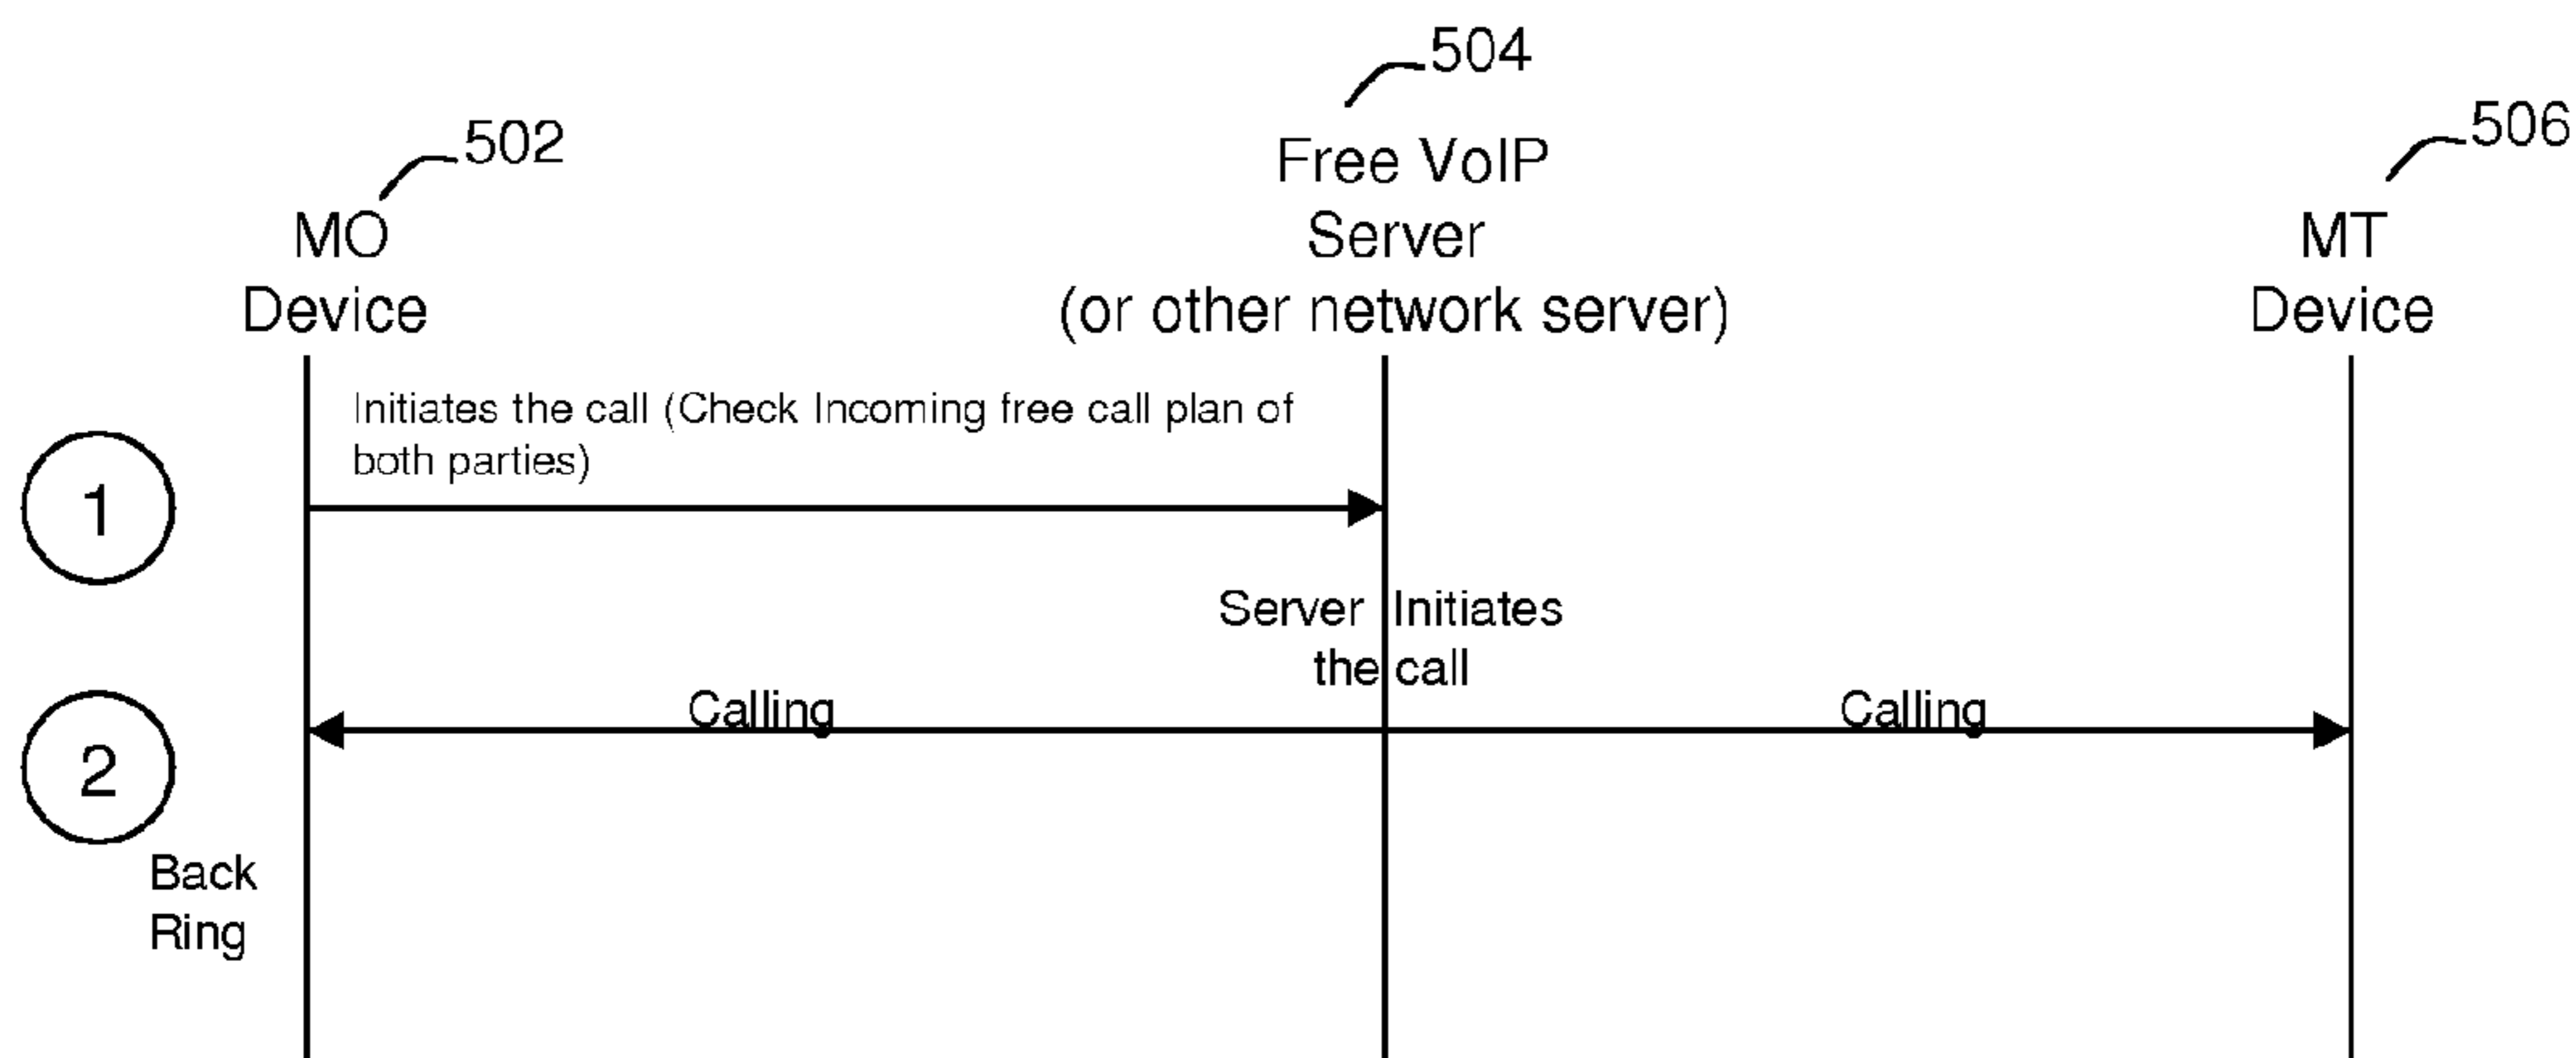 504
502
506
Free VoIP
Server
(or other network server)
MO
Device
MT
Device
Initiates the call (Check Incoming free call plan of
both parties)
1
Server Initiates
the call
Calling
Calling
2
Back
Ring